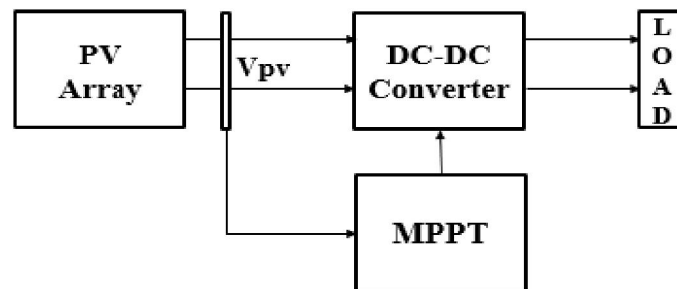 PV
Array
Vpv
DC-DC
Converter
L
O
A
D
MPPT